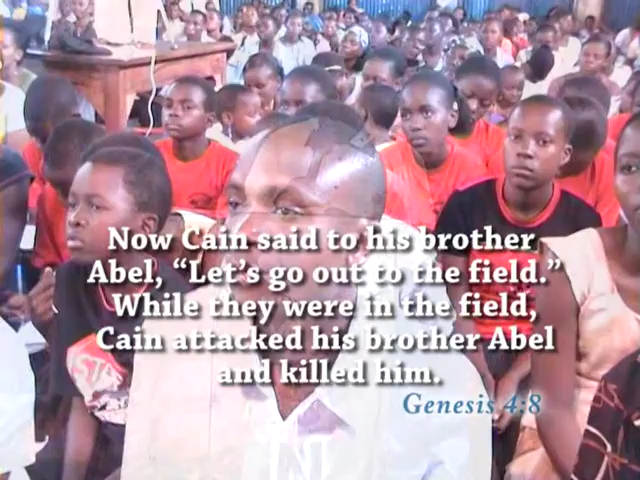 Now Cain said to his brother
Abel, “Let’s go out to the field.”
While they were in the field,
Cain attacked his brother Abel
and killed him.
Genesis 4:8